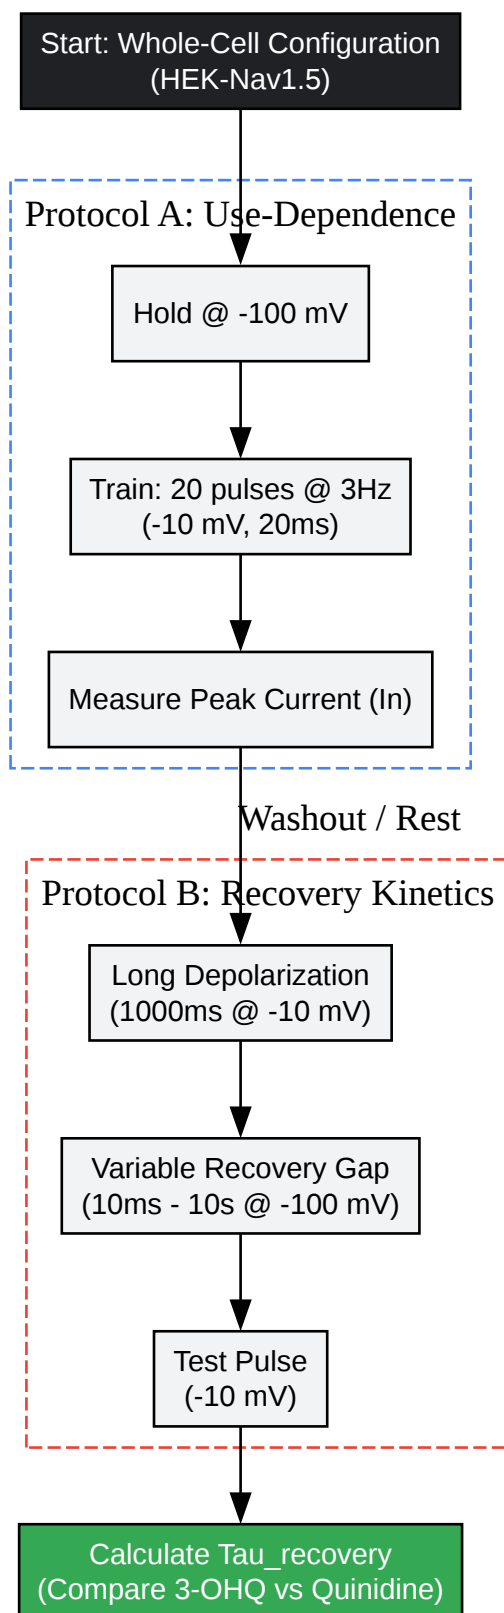 Start: Whole-Cell Configuration
(HEK-Nav1.5)
Protocol A: Use-Dependence
Hold @ -100 mV
Train: 20 pulses @ 3Hz
(-10 mV, 20ms)
Measure Peak Current (In)
Washout / Rest
Protocol B: Recovery Kinetics
Long Depolarization
(1000ms @ -10 mV)
Variable Recovery Gap
(10ms - 10s @ -100 mV)
Test Pulse
(-10 mV)
Calculate Tau_recovery
(Compare 3-OHQ vs Quinidine)